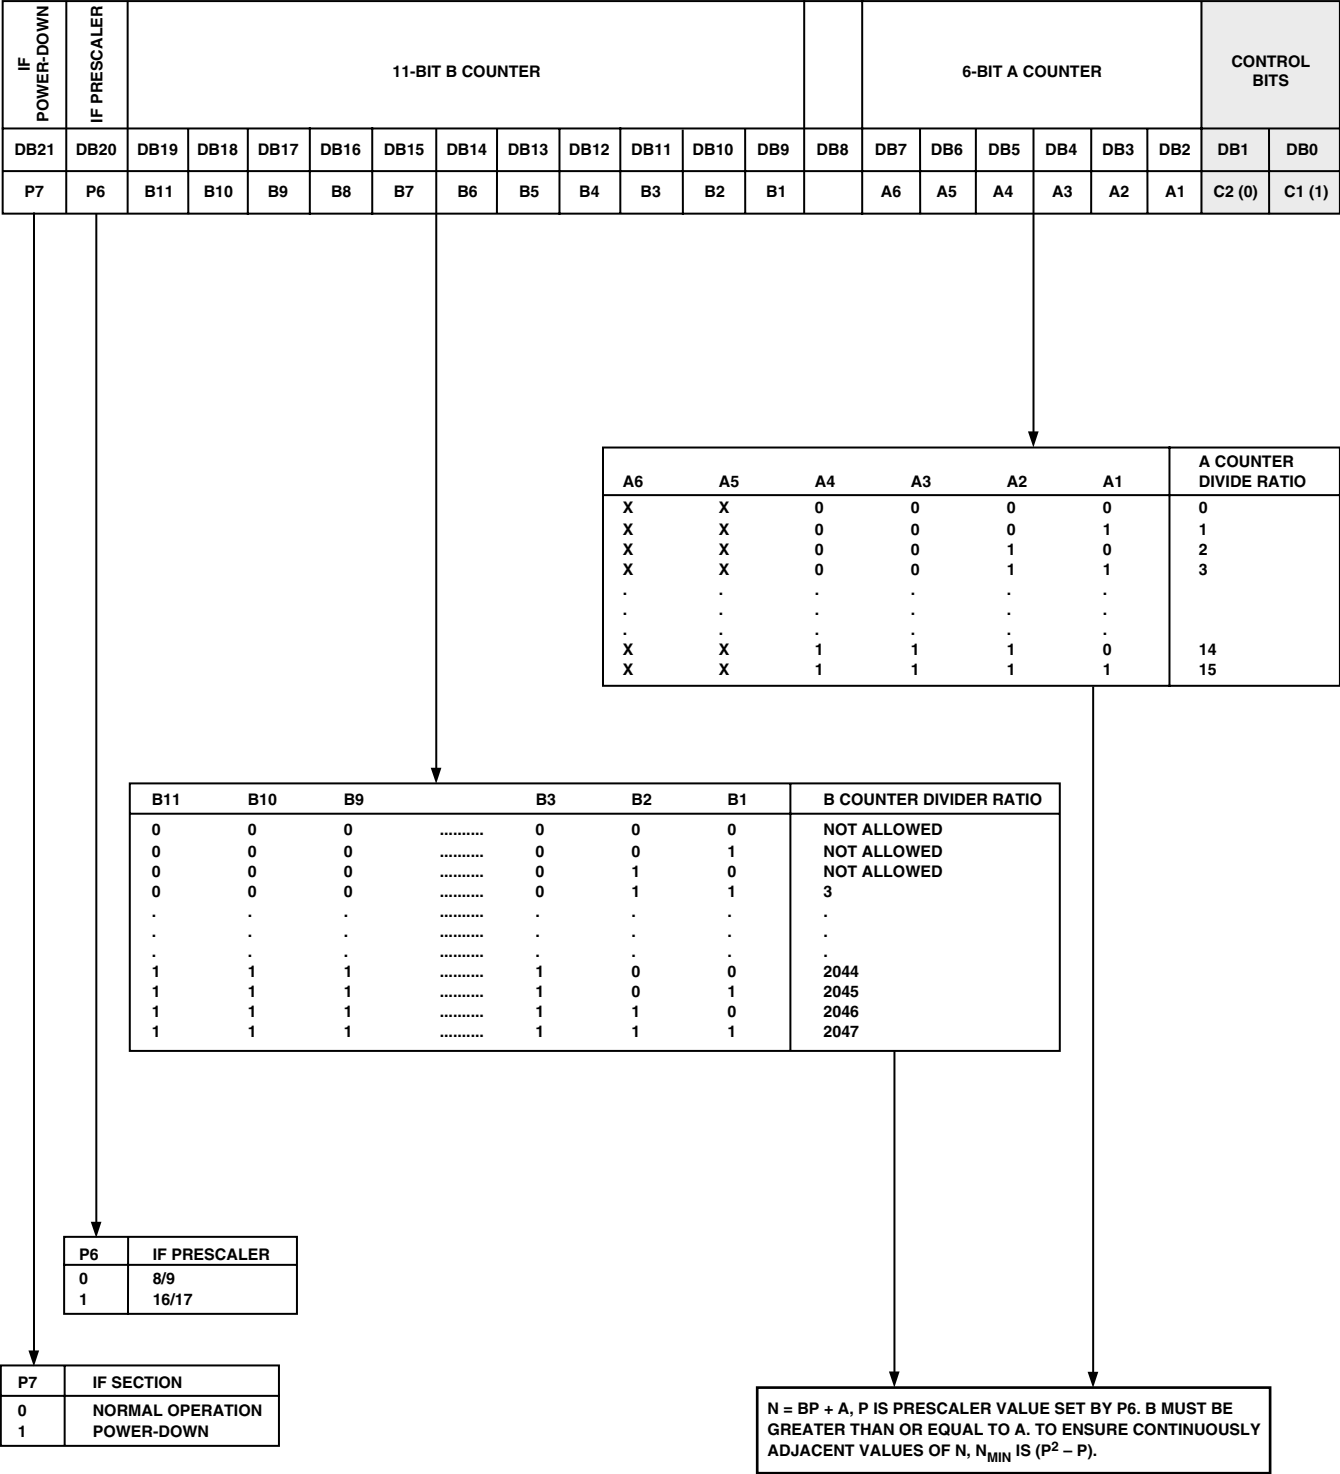 IF
POWER-DOWN
IF PRESCALER
11-BIT B COUNTER
6-BIT A COUNTER
CONTROL
BITS
DB21 DB20 DB19 DB18 DB17 DB16 DB15 DB14 DB13 DB12 DB11 DB10 DB9 DB8 DB7 DB6 DB5 DB4 DB3 DB2 DB1 DB0
P7 P6 B11 B10 B9 B8 B7 B6 B5 B4 B3 B2 B1 A6 A5 A4 A3 A2 A1 C2 (0) C1 (1)
A COUNTER
A6 A5 A4 A3 A2 A1 DIVIDE RATIO
X X 0 0 0 0 0
X X 0 0 0 1 1
X X 0 0 1 0 2
X X 0 0 1 1 3
. . . . . .
. . . . . .
. . . . . .
X X 1 1 1 0 14
X X 1 1 1 1 15
B11 B10 B9 B3 B2 B1 B COUNTER DIVIDER RATIO
0 0 0 .......... 0 0 0 NOT ALLOWED
0 0 0 .......... 0 0 1 NOT ALLOWED
0 0 0 .......... 0 1 0 NOT ALLOWED
0 0 0 .......... 0 1 1 3
. . . .......... . . . .
. . . .......... . . . .
. . . .......... . . . .
1 1 1 .......... 1 0 0 2044
1 1 1 .......... 1 0 1 2045
1 1 1 .......... 1 1 0 2046
1 1 1 .......... 1 1 1 2047
P6 IF PRESCALER
0 8/9
1 16/17
P7 IF SECTION
0 NORMAL OPERATION
1 POWER-DOWN
N = BP + A, P IS PRESCALER VALUE SET BY P6. B MUST BE
GREATER THAN OR EQUAL TO A. TO ENSURE CONTINUOUSLY
ADJACENT VALUES OF N, N_MIN IS (P² – P).